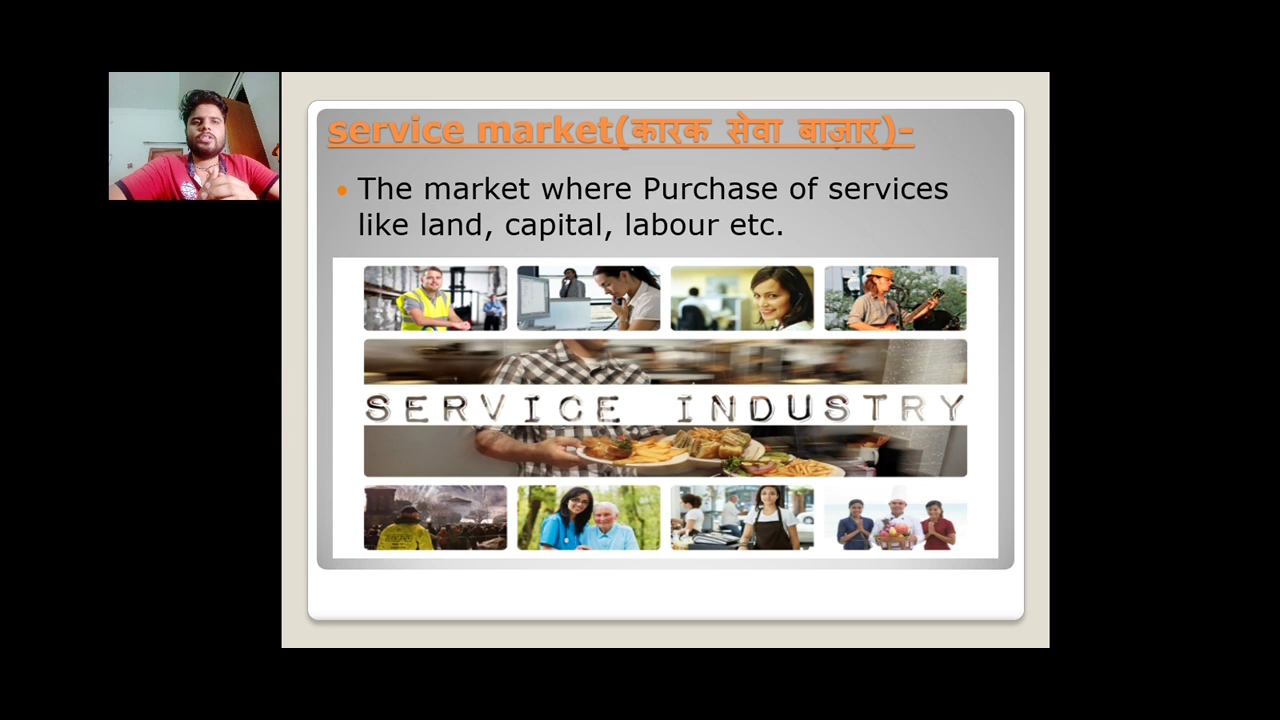 service market(कारक सेवा बाज़ार)-
The market where Purchase of services
like land, capital, labour etc.
SERVICE INDUSTRY